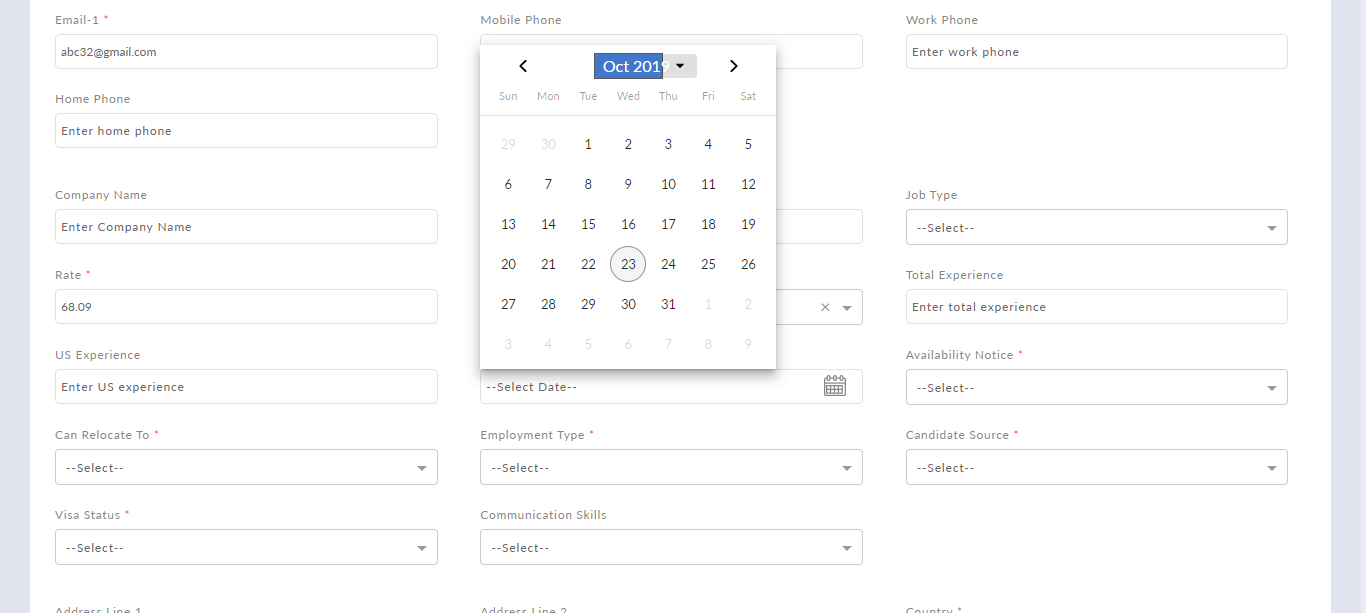 Email-1 * Mobile Phone Work Phone
abc32@gmail.com Enter work phone
Oct 2019
Home Phone
Sun Mon Tue Wed Thu Fri Sat
Enter home phone
29 30 1 2 3 4 5
6 7 8 9 10 11 12
Company Name Job Type
Enter Company Name --Select--
13 14 15 16 17 18 19
20 21 22 23 24 25 26
Rate * Total Experience
68.09 Enter total experience
27 28 29 30 31 1 2
3 4 5 6 7 8 9
US Experience Availability Notice *
Enter US experience --Select Date-- --Select--
Can Relocate To * Employment Type * Candidate Source *
--Select-- --Select-- --Select--
Visa Status * Communication Skills
--Select-- --Select--
Address Line 1 Address Line 2 Country *